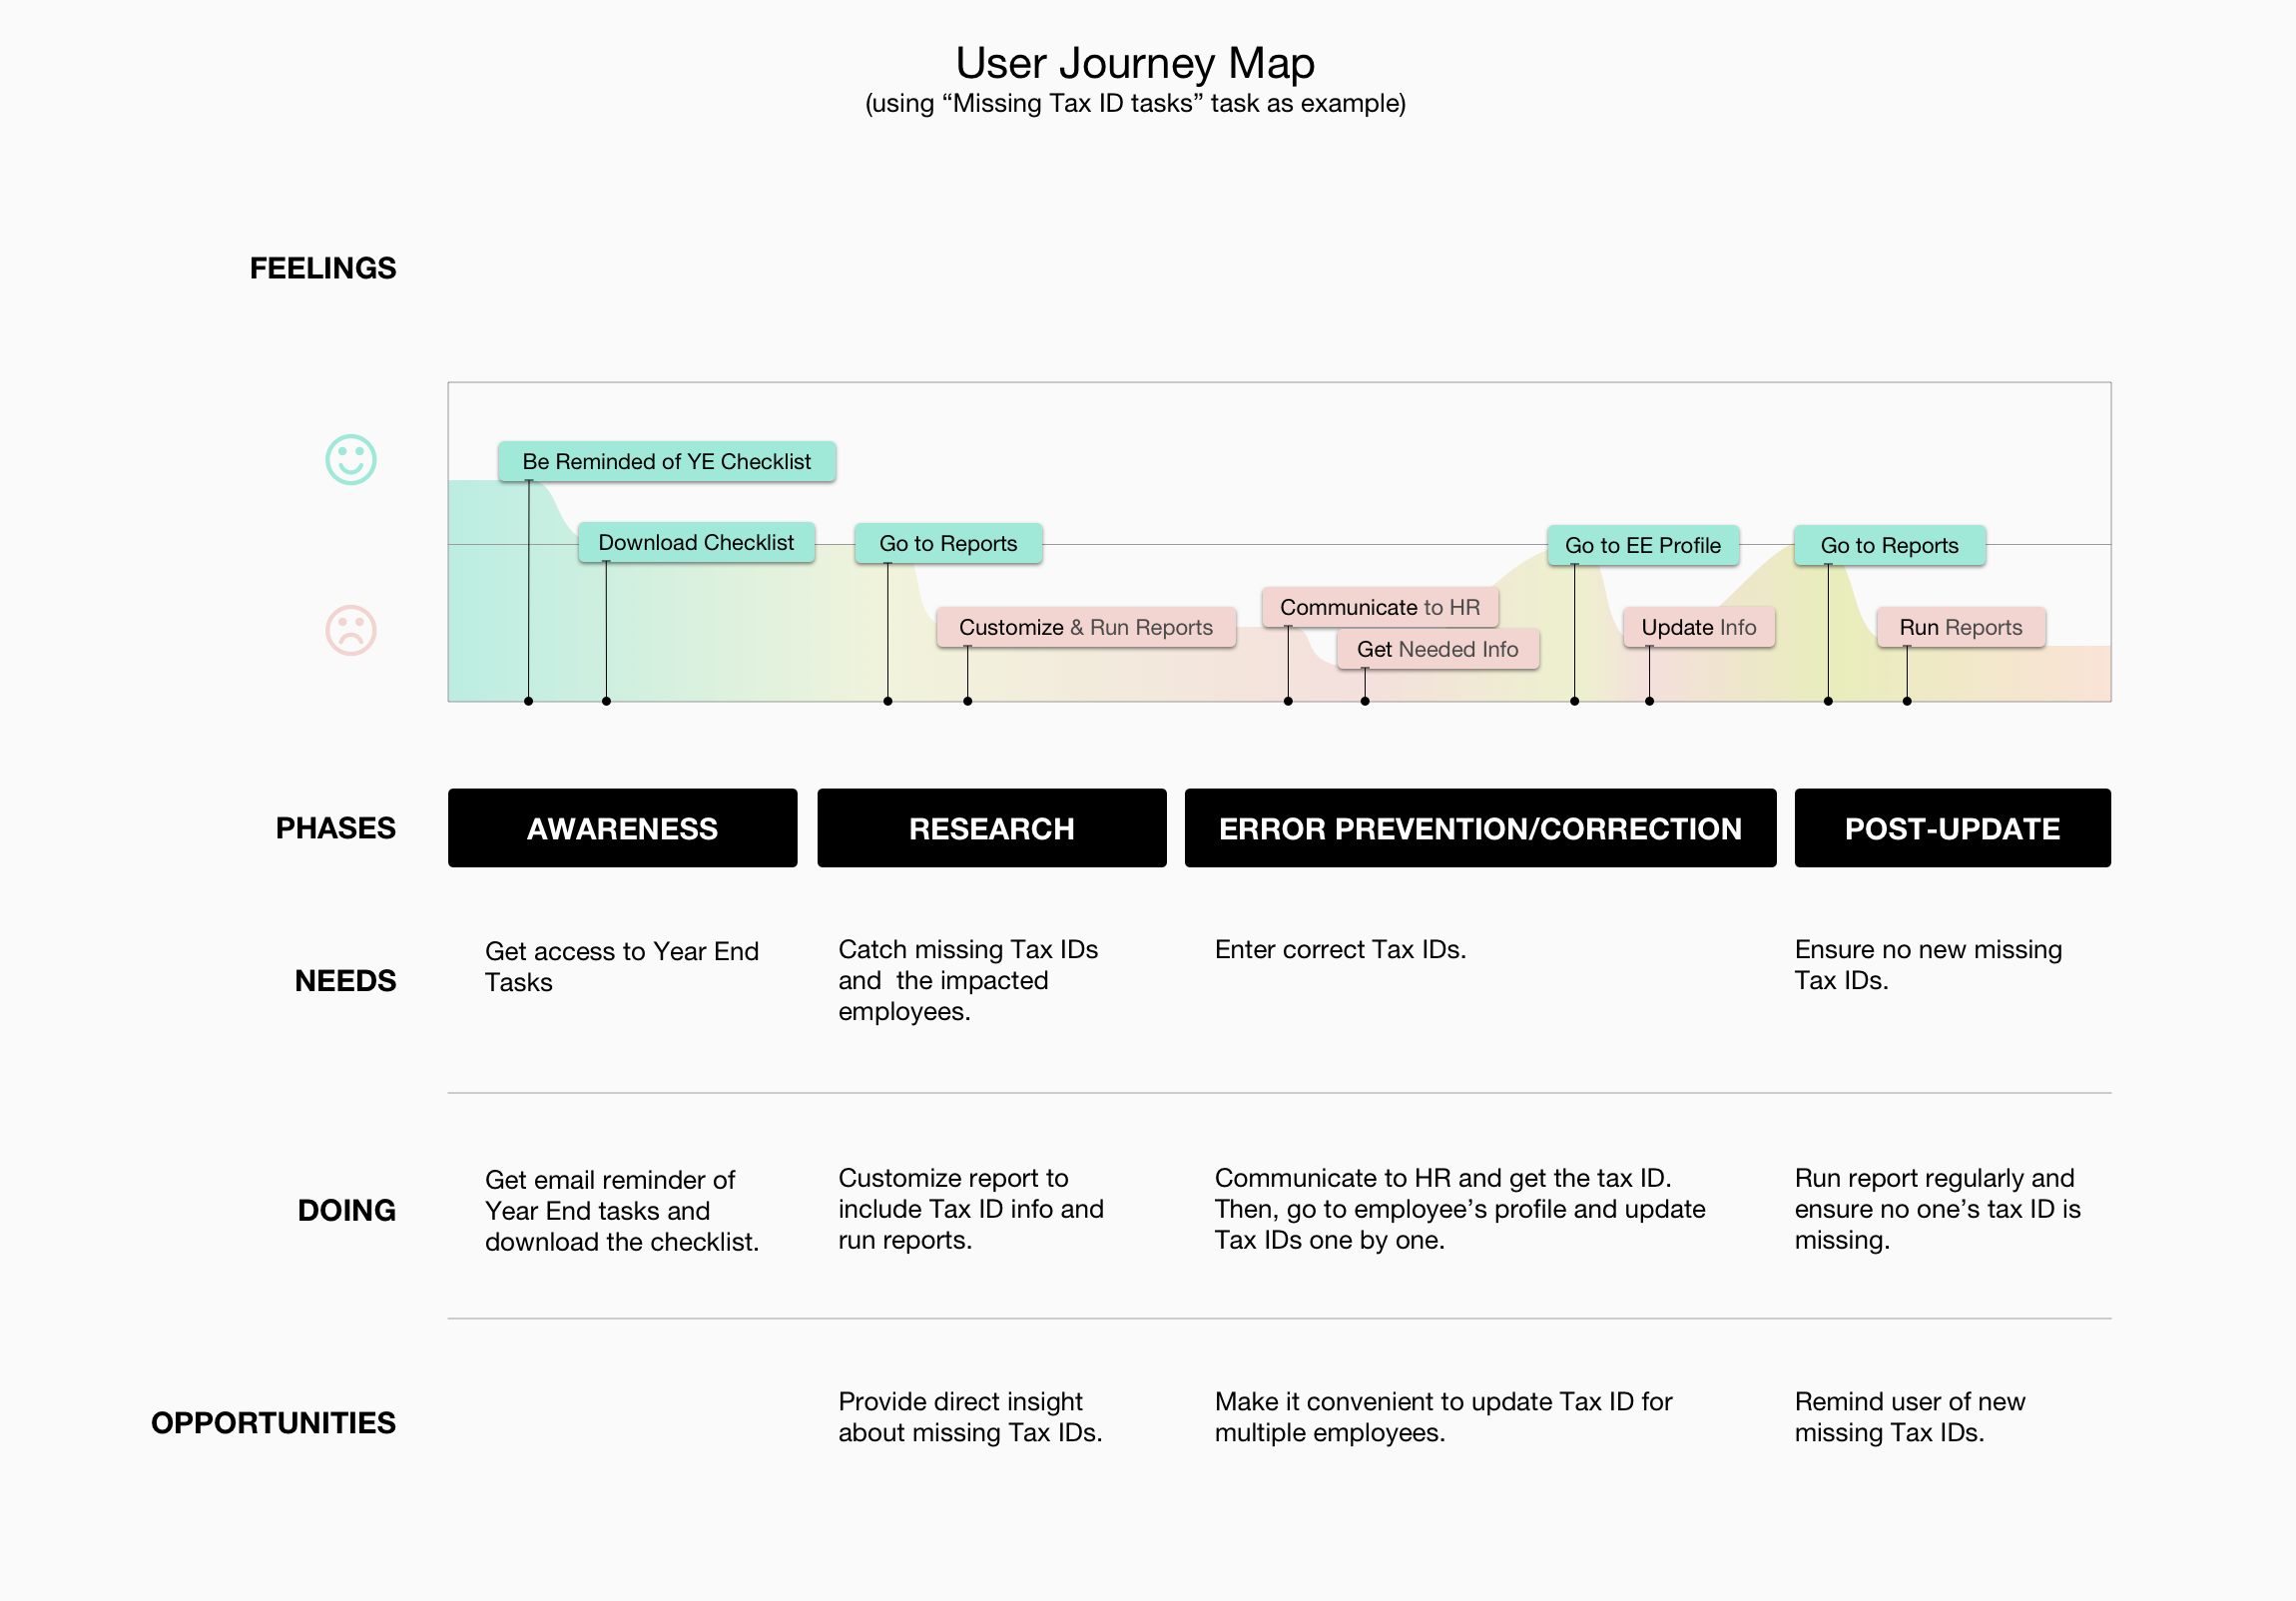 User Journey Map
(using “Missing Tax ID tasks” task as example)
FEELINGS
Be Reminded of YE Checklist
Download Checklist
Go to Reports
Customize & Run Reports
Communicate to HR
Get Needed Info
Go to EE Profile
Update Info
Go to Reports
Run Reports
PHASES
AWARENESS
RESEARCH
ERROR PREVENTION/CORRECTION
POST-UPDATE
NEEDS
Get access to Year End
Tasks
Catch missing Tax IDs
and  the impacted
employees.
Enter correct Tax IDs.
Ensure no new missing
Tax IDs.
DOING
Get email reminder of
Year End tasks and
download the checklist.
Customize report to
include Tax ID info and
run reports.
Communicate to HR and get the tax ID.
Then, go to employee’s profile and update
Tax IDs one by one.
Run report regularly and
ensure no one’s tax ID is
missing.
OPPORTUNITIES
Provide direct insight
about missing Tax IDs.
Make it convenient to update Tax ID for
multiple employees.
Remind user of new
missing Tax IDs.